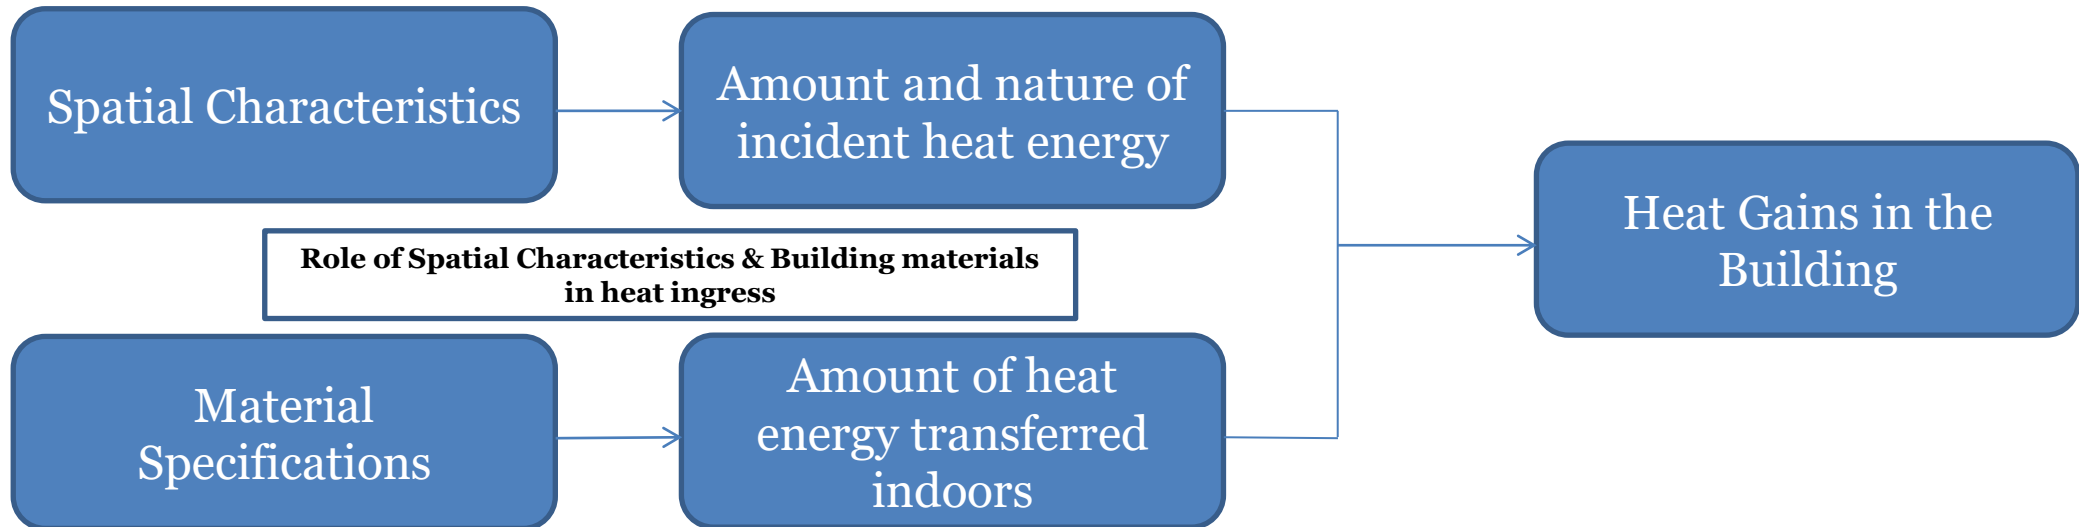 Spatial Characteristics
Amount and nature of
incident heat energy
Heat Gains in the
Building
Role of Spatial Characteristics & Building materials
in heat ingress
Material
Specifications
Amount of heat
energy transferred
indoors